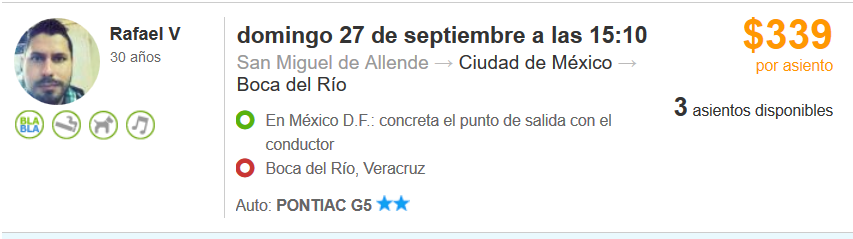 Rafael V
30 años
BLA
BLA
domingo 27 de septiembre a las 15:10
San Miguel de Allende → Ciudad de México →
Boca del Río
En México D.F.: concreta el punto de salida con el
conductor
Boca del Río, Veracruz
Auto: PONTIAC G5
$339
por asiento
3 asientos disponibles